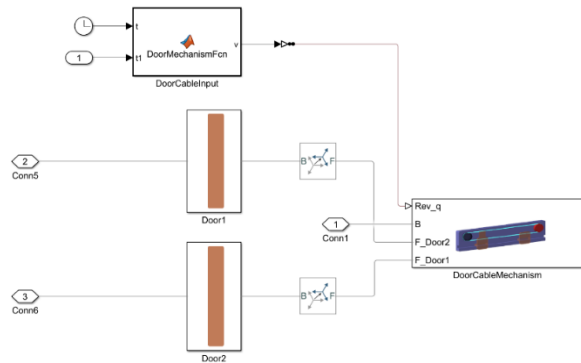 t
1
t1
DoorMechanismFcn
v
DoorCableInput
2
Conn5
Door1
B
F
1
Conn1
Rev_q
B
F_Door2
F_Door1
DoorCableMechanism
3
Conn6
Door2
B
F